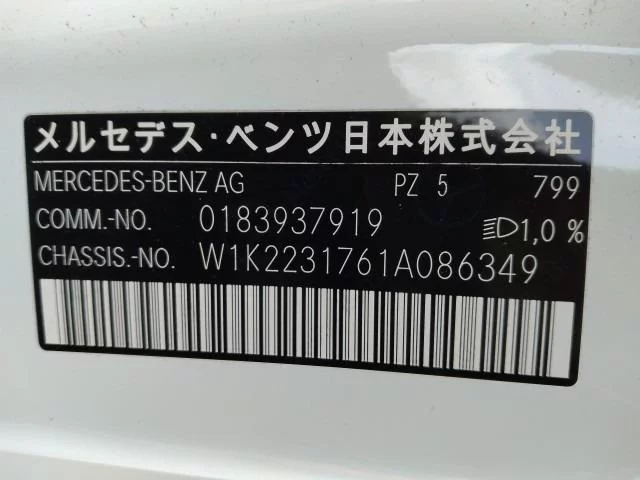 メルセデス・ベンツ日本株式会社
MERCEDES-BENZ AG PZ 5 799
COMM.-NO. 0183937919 1,0 %
CHASSIS.-NO. W1K2231761A086349